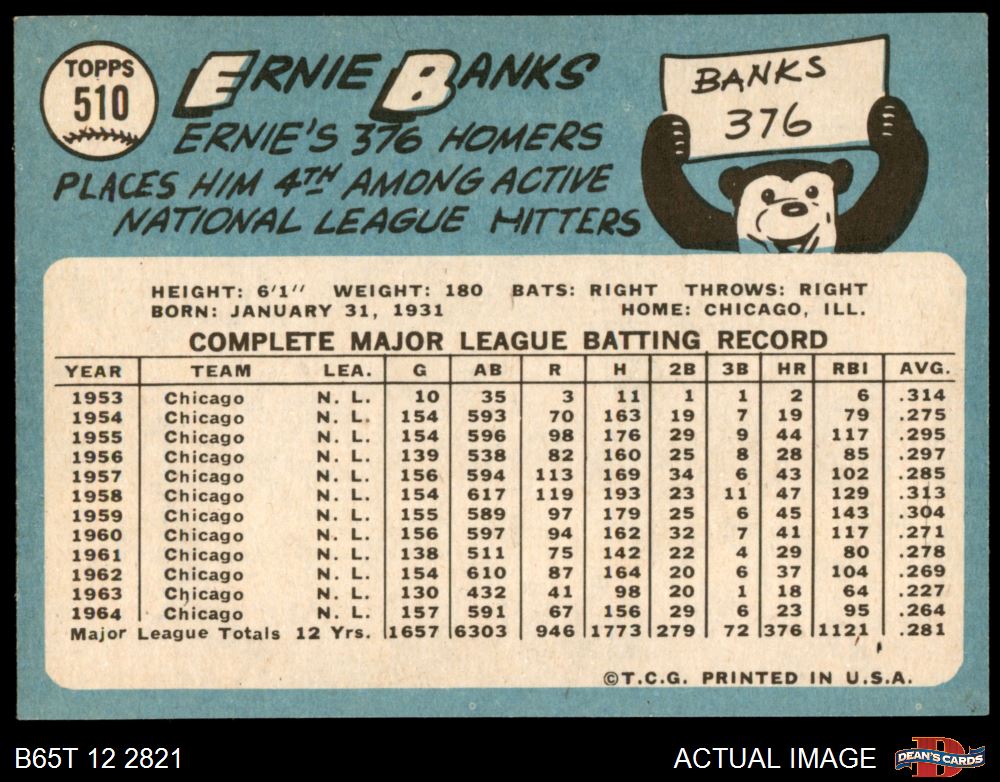 TOPPS
510
ERNIE BANKS
ERNIE'S 376 HOMERS
PLACES HIM 4TH AMONG ACTIVE
NATIONAL LEAGUE HITTERS
BANKS
376
HEIGHT: 6'1" WEIGHT: 180 BATS: RIGHT THROWS: RIGHT
BORN: JANUARY 31, 1931 HOME: CHICAGO, ILL.
COMPLETE MAJOR LEAGUE BATTING RECORD
YEAR TEAM LEA. G AB R H 2B 3B HR RBI AVG.
1953 Chicago N. L. 10 35 3 11 1 1 2 6 .314
1954 Chicago N. L. 154 593 70 163 19 7 19 79 .275
1955 Chicago N. L. 154 596 98 176 29 9 44 117 .295
1956 Chicago N. L. 139 538 82 160 25 8 28 85 .297
1957 Chicago N. L. 156 594 113 169 34 6 43 102 .285
1958 Chicago N. L. 154 617 119 193 23 11 47 129 .313
1959 Chicago N. L. 155 589 97 179 25 6 45 143 .304
1960 Chicago N. L. 156 597 94 162 32 7 41 117 .271
1961 Chicago N. L. 138 511 75 142 22 4 29 80 .278
1962 Chicago N. L. 154 610 87 164 20 6 37 104 .269
1963 Chicago N. L. 130 432 41 98 20 1 18 64 .227
1964 Chicago N. L. 157 591 67 156 29 6 23 95 .264
Major League Totals 12 Yrs. 1657 6303 946 1773 279 72 376 1121 .281
©T.C.G. PRINTED IN U.S.A.
B65T 12 2821 ACTUAL IMAGE
D
DEAN'S CARDS